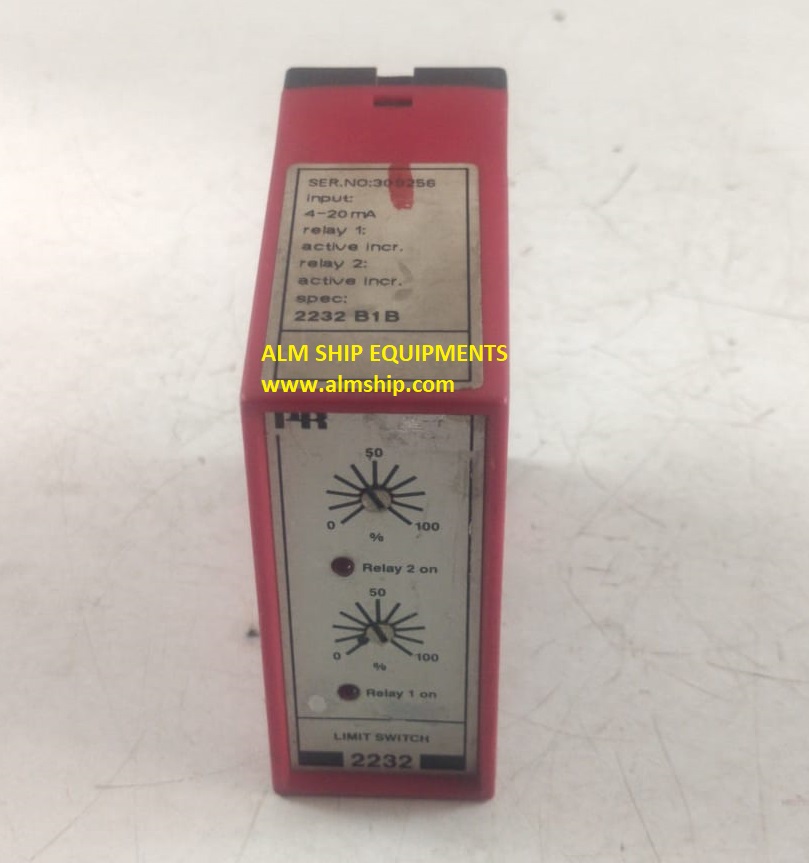 SER.NO:309256
input:
4-20mA
relay 1:
active incr.
relay 2:
active incr.
spec:
2232 B1B
ALM SHIP EQUIPMENTS
www.almship.com
PR
50
0 100
%
Relay 2 on
50
0 100
%
Relay 1 on
LIMIT SWITCH
2232